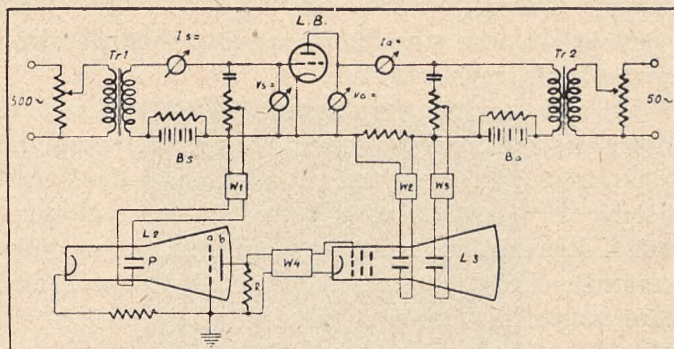 L.B.
Tr1
Is=
Ia=
Tr2
500~
Vs=
Va=
50~
Bs
Ba
W1
W2
W3
L2
P
a b
W4
R
L3